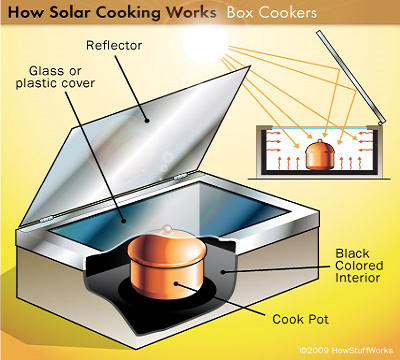 How Solar Cooking Works Box Cookers
Reflector
Glass or
plastic cover
Black
Colored
Interior
Cook Pot
©2009 HowStuffWorks